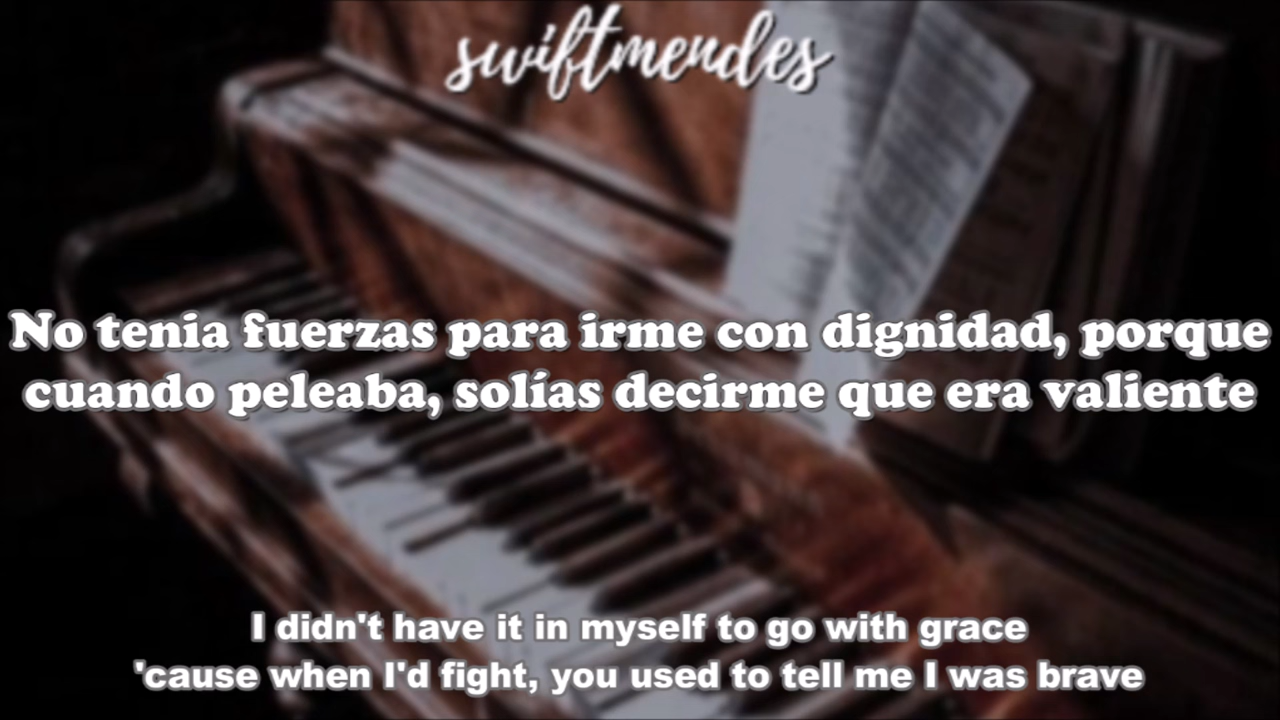 swiftmendes
No tenia fuerzas para irme con dignidad, porque
cuando peleaba, solías decirme que era valiente
I didn't have it in myself to go with grace
'cause when I'd fight, you used to tell me I was brave